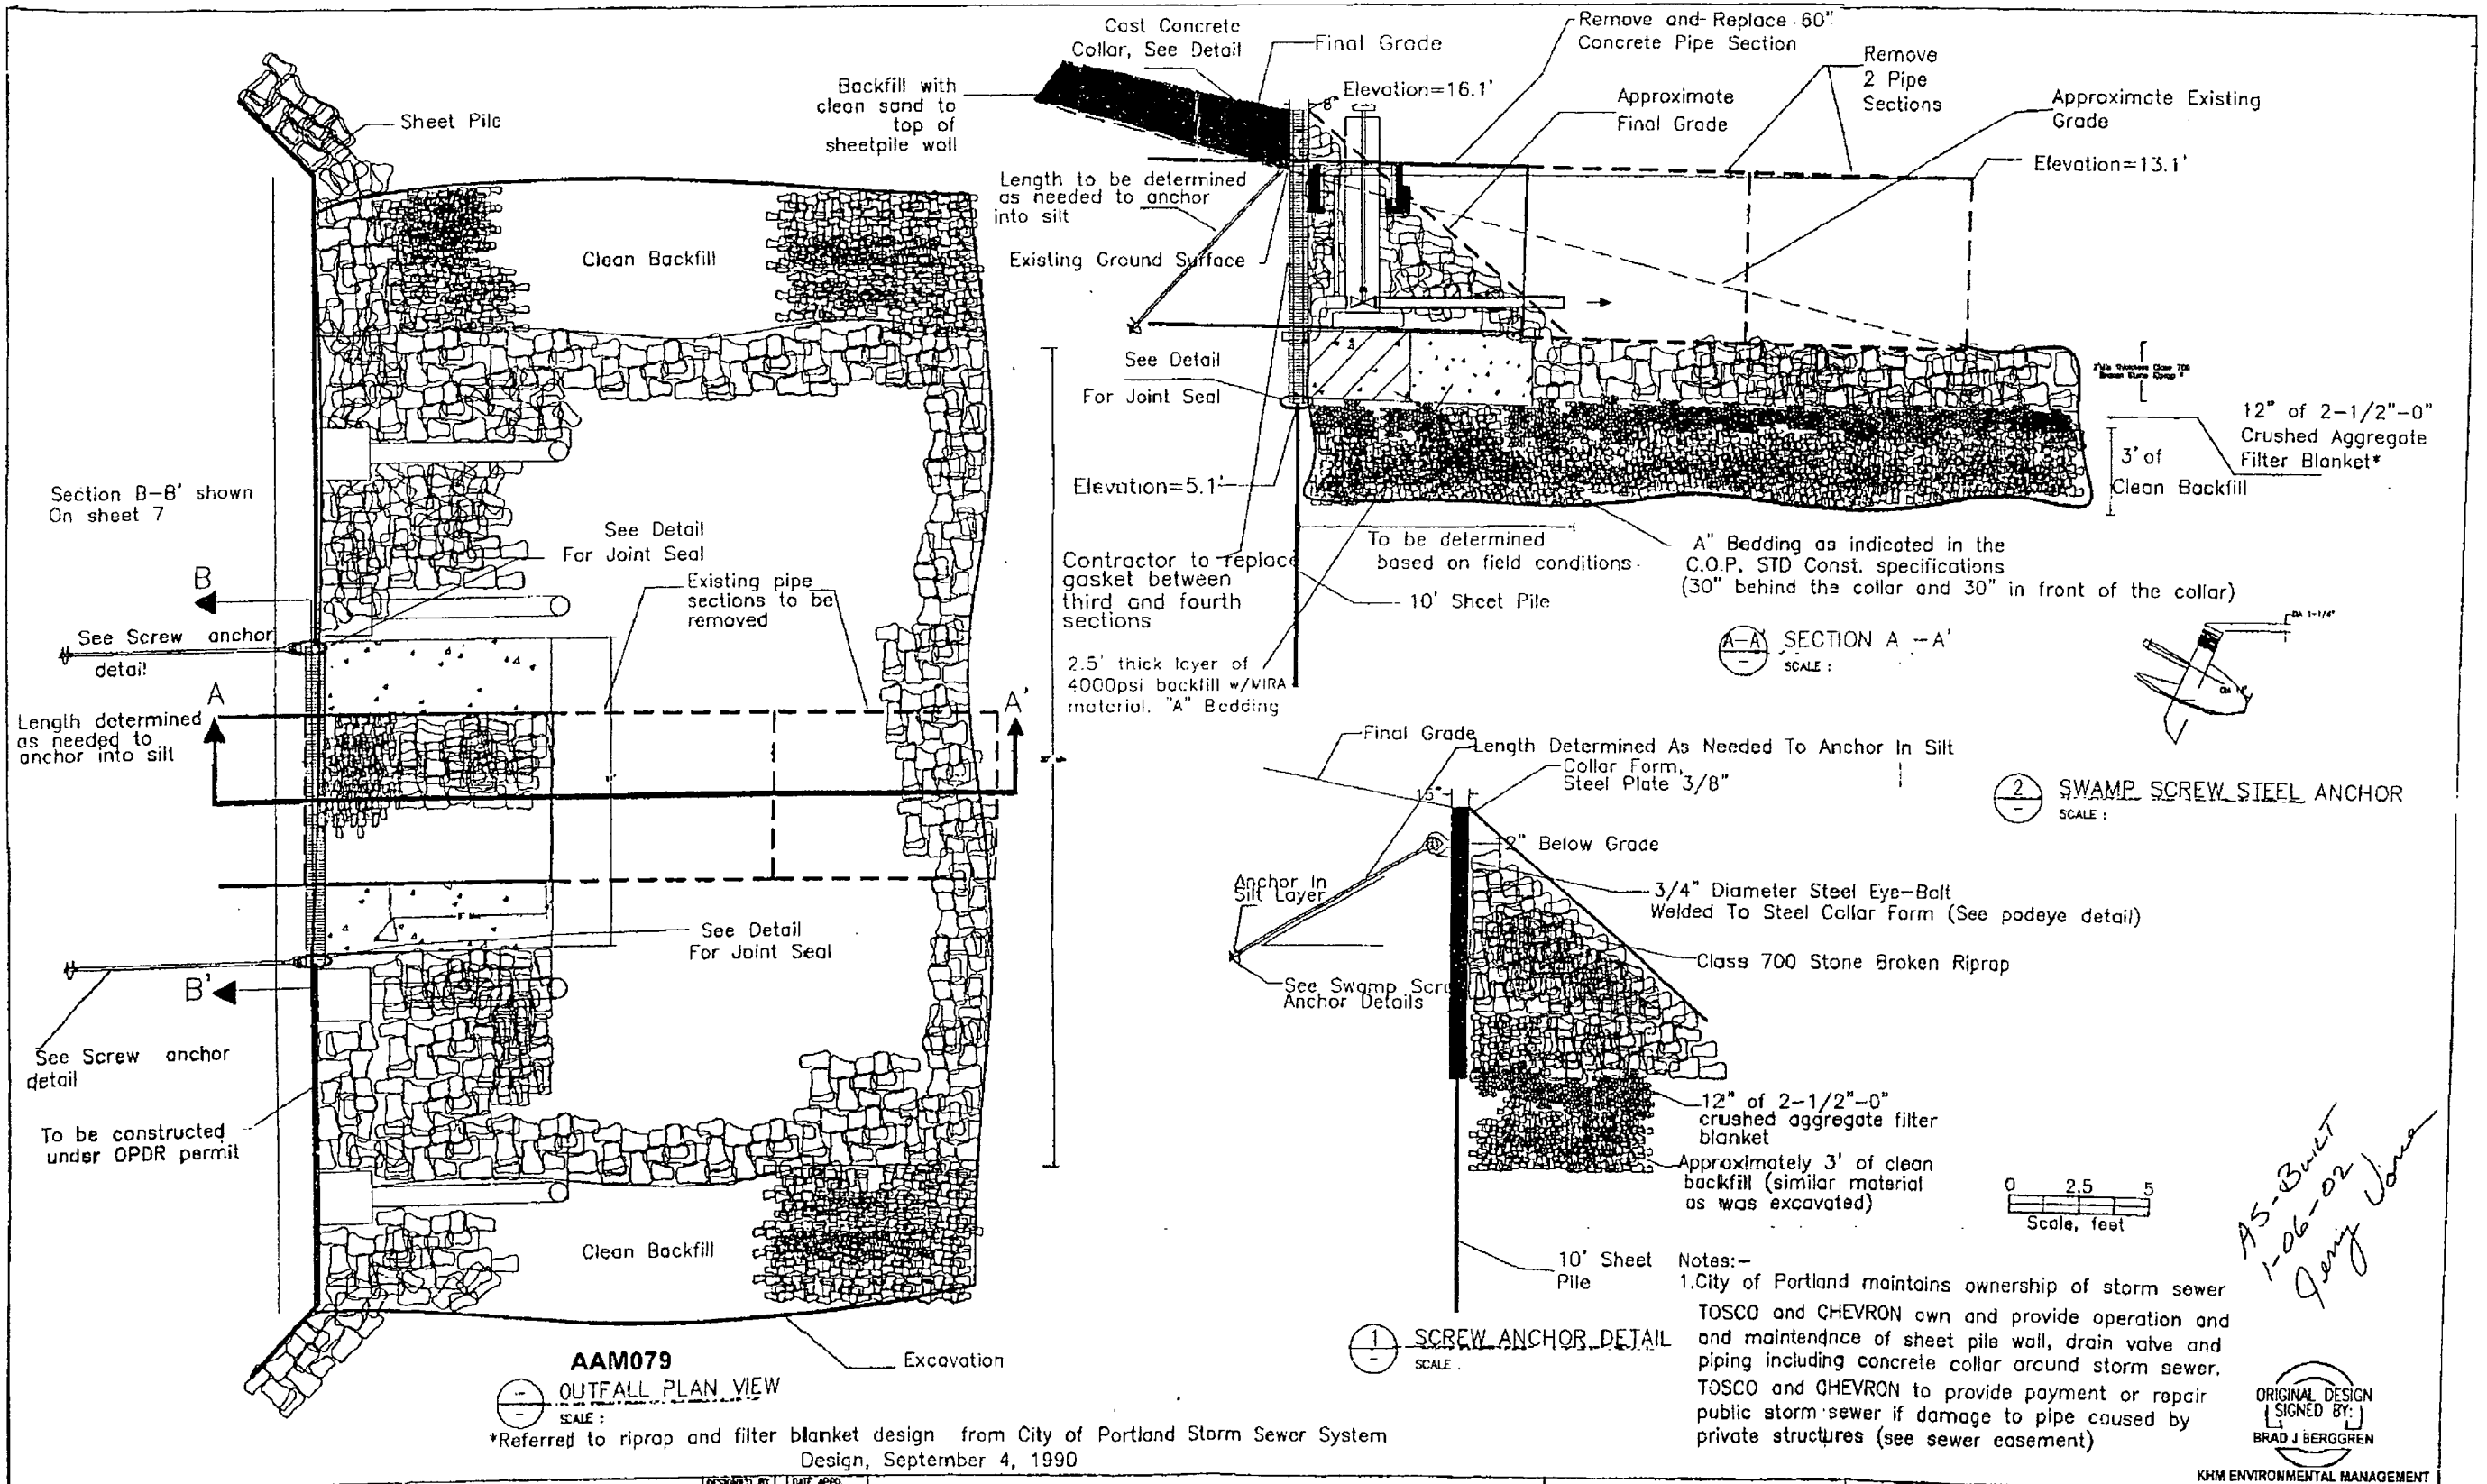 Sheet Pile
Clean Backfill
Section B-B' shown
On sheet 7
See Detail
For Joint Seal
B
Existing pipe
sections to be
removed
See Screw anchor
detail
A
A'
Length determined
as needed to
anchor into silt
See Detail
For Joint Seal
B'
See Screw anchor
detail
To be constructed
under OPDR permit
Clean Backfill
Excavation
AAM079
OUTFALL PLAN VIEW
SCALE :
*Referred to riprap and filter blanket design from City of Portland Storm Sewer System
Design, September 4, 1990
Cast Concrete
Collar, See Detail
Final Grade
Remove and Replace 60"
Concrete Pipe Section
Remove
2 Pipe
Sections
Backfill with
clean sand to
top of
sheetpile wall
8"
Elevation=16.1'
Approximate
Final Grade
Approximate Existing
Grade
Elevation=13.1'
Length to be determined
as needed to anchor
into silt
Existing Ground Surface
See Detail
For Joint Seal
Elevation=5.1'
12" of 2-1/2"-0"
Crushed Aggregate
Filter Blanket*
3' of
Clean Backfill
To be determined
based on field conditions.
A" Bedding as indicated in the
C.O.P. STD Const. specifications
(30" behind the collar and 30" in front of the collar)
Contractor to replace
gasket between
third and fourth
sections
10' Sheet Pile
2.5' thick layer of
4000psi backfill w/MIRA
material. "A" Bedding
A-A'
SECTION A -A'
SCALE :
DIA 1-1/4"
2
SWAMP SCREW STEEL ANCHOR
SCALE :
Final Grade
Length Determined As Needed To Anchor In Silt
Collar Form,
Steel Plate 3/8"
15"
2" Below Grade
Anchor In
Silt Layer
3/4" Diameter Steel Eye-Bolt
Welded To Steel Collar Form (See padeye detail)
Class 700 Stone Broken Riprap
See Swamp Scr
Anchor Details
12" of 2-1/2"-0"
crushed aggregate filter
blanket
Approximately 3' of clean
backfill (similar material
as was excavated)
0 2.5 5
Scale, feet
10' Sheet
Pile
1
SCREW ANCHOR DETAIL
SCALE .
Notes:-
1.City of Portland maintains ownership of storm sewer
TOSCO and CHEVRON own and provide operation and
and maintendnce of sheet pile wall, drain valve and
piping including concrete collar around storm sewer.
TOSCO and CHEVRON to provide payment or repair
public storm sewer if damage to pipe caused by
private structures (see sewer easement)
AS-BUILT
1-06-02
Jerry
ORIGINAL DESIGN
SIGNED BY:
BRAD J BERGGREN
KHM ENVIRONMENTAL MANAGEMENT
DESIGNED BY
DATE APPD